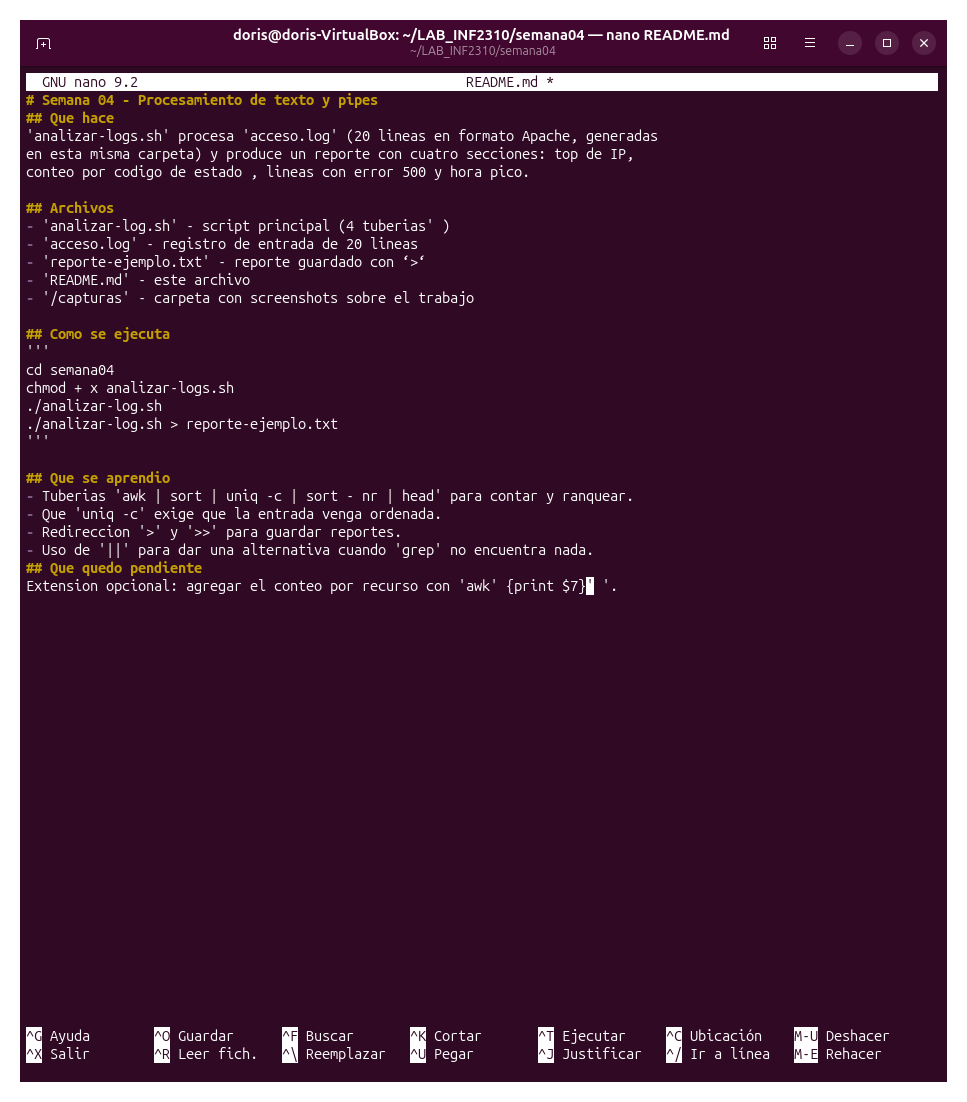 doris@doris-VirtualBox: ~/LAB_INF2310/semana04 — nano README.md
~/LAB_INF2310/semana04
GNU nano 9.2 README.md *
# Semana 04 - Procesamiento de texto y pipes
## Que hace
'analizar-logs.sh' procesa 'acceso.log' (20 lineas en formato Apache, generadas
en esta misma carpeta) y produce un reporte con cuatro secciones: top de IP,
conteo por codigo de estado , lineas con error 500 y hora pico.

## Archivos
- 'analizar-log.sh' - script principal (4 tuberias' )
- 'acceso.log' - registro de entrada de 20 lineas
- 'reporte-ejemplo.txt' - reporte guardado con ‘>‘
- 'README.md' - este archivo
- '/capturas' - carpeta con screenshots sobre el trabajo

## Como se ejecuta
'''
cd semana04
chmod + x analizar-logs.sh
./analizar-log.sh
./analizar-log.sh > reporte-ejemplo.txt
'''

## Que se aprendio
- Tuberias 'awk | sort | uniq -c | sort - nr | head' para contar y ranquear.
- Que 'uniq -c' exige que la entrada venga ordenada.
- Redireccion '>' y '>>' para guardar reportes.
- Uso de '||' para dar una alternativa cuando 'grep' no encuentra nada.
## Que quedo pendiente
Extension opcional: agregar el conteo por recurso con 'awk' {print $7}' '.

^G Ayuda ^O Guardar ^F Buscar ^K Cortar ^T Ejecutar ^C Ubicación M-U Deshacer
^X Salir ^R Leer fich. ^\ Reemplazar ^U Pegar ^J Justificar ^/ Ir a línea M-E Rehacer